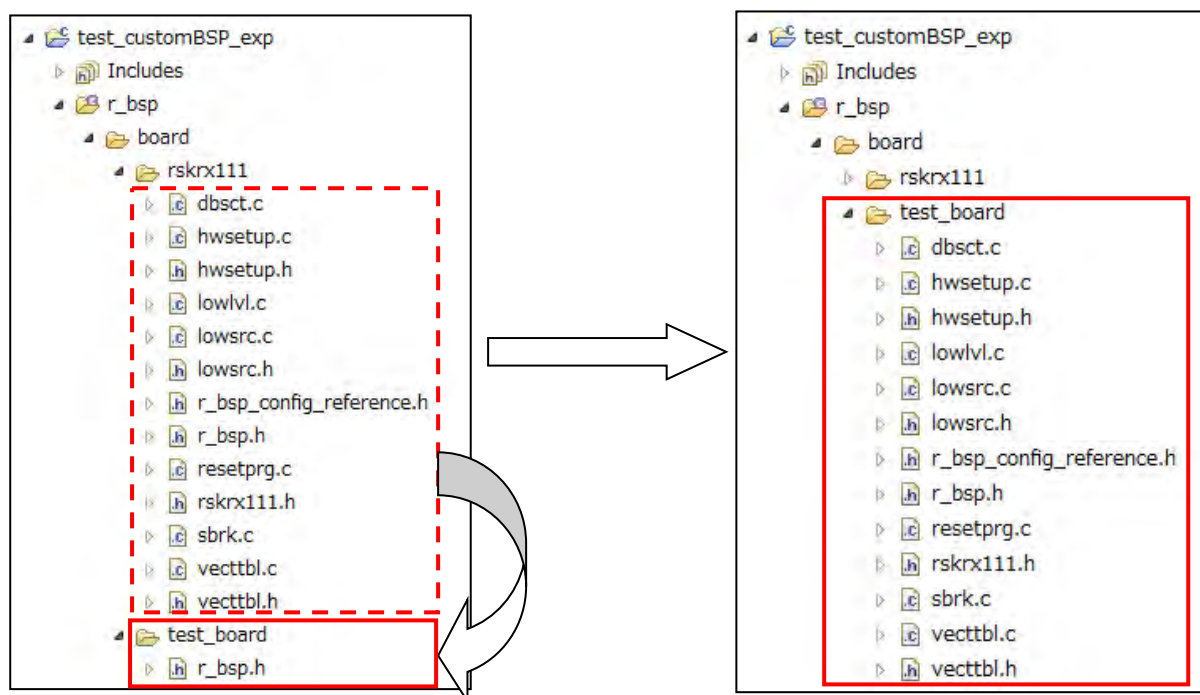 test_customBSP_exp
Includes
r_bsp
board
rskrx111
dbsct.c
hwsetup.c
hwsetup.h
lowlvl.c
lowsrc.c
lowsrc.h
r_bsp_config_reference.h
r_bsp.h
resetprg.c
rskrx111.h
sbrk.c
vecttbl.c
vecttbl.h
test_board
r_bsp.h
test_customBSP_exp
Includes
r_bsp
board
rskrx111
test_board
dbsct.c
hwsetup.c
hwsetup.h
lowlvl.c
lowsrc.c
lowsrc.h
r_bsp_config_reference.h
r_bsp.h
resetprg.c
rskrx111.h
sbrk.c
vecttbl.c
vecttbl.h